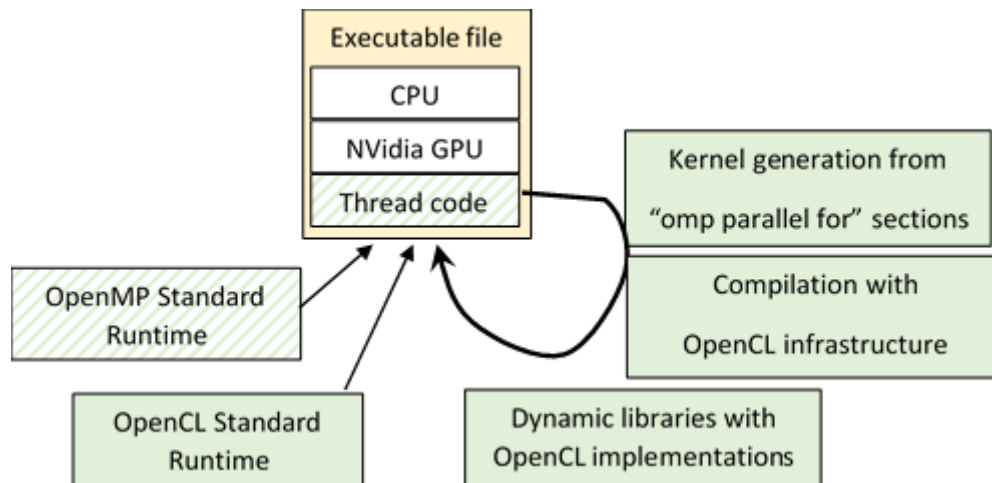 Executable file
CPU
NVidia GPU
Thread code
Kernel generation from
“omp parallel for” sections
Compilation with
OpenCL infrastructure
OpenMP Standard
Runtime
OpenCL Standard
Runtime
Dynamic libraries with
OpenCL implementations